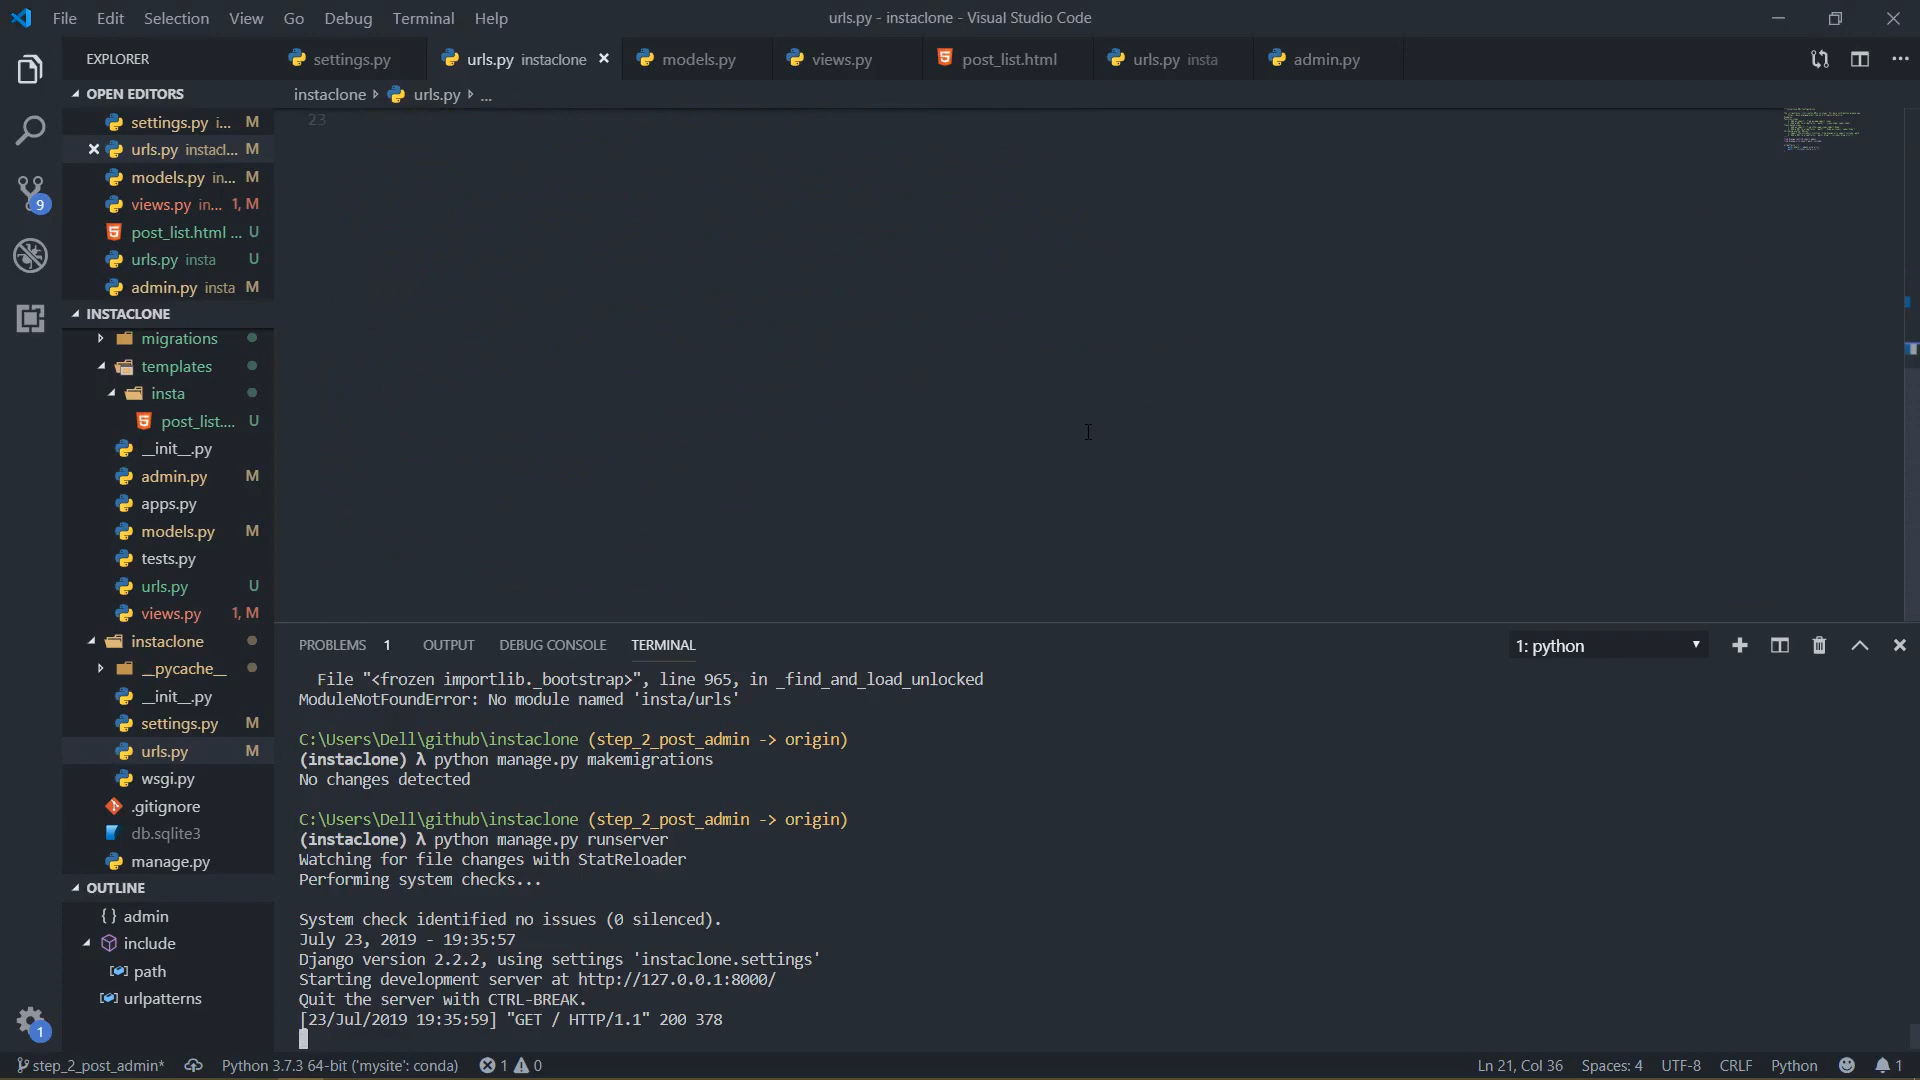 File Edit Selection View Go Debug Terminal Help
urls.py - instaclone - Visual Studio Code
EXPLORER
settings.py
urls.py instaclone
models.py
views.py
post_list.html
urls.py insta
admin.py
OPEN EDITORS
instaclone urls.py ...
settings.py i... M
urls.py instacl... M
models.py in... M
views.py in... 1, M
post_list.html ... U
urls.py insta U
admin.py insta M
23
9
INSTACLONE
migrations
templates
insta
post_list.... U
__init__.py
admin.py M
apps.py
models.py M
tests.py
urls.py U
views.py 1, M
instaclone
__pycache__
__init__.py
settings.py M
urls.py M
wsgi.py
.gitignore
db.sqlite3
manage.py
OUTLINE
{} admin
include
path
urlpatterns
1
PROBLEMS 1 OUTPUT DEBUG CONSOLE TERMINAL
1: python
File "<frozen importlib._bootstrap>", line 965, in _find_and_load_unlocked
ModuleNotFoundError: No module named 'insta/urls'
C:\Users\Dell\github\instaclone (step_2_post_admin -> origin)
(instaclone) λ python manage.py makemigrations
No changes detected
C:\Users\Dell\github\instaclone (step_2_post_admin -> origin)
(instaclone) λ python manage.py runserver
Watching for file changes with StatReloader
Performing system checks...
System check identified no issues (0 silenced).
July 23, 2019 - 19:35:57
Django version 2.2.2, using settings 'instaclone.settings'
Starting development server at http://127.0.0.1:8000/
Quit the server with CTRL-BREAK.
[23/Jul/2019 19:35:59] "GET / HTTP/1.1" 200 378
step_2_post_admin* Python 3.7.3 64-bit ('mysite': conda) 1 0
Ln 21, Col 36 Spaces: 4 UTF-8 CRLF Python 1